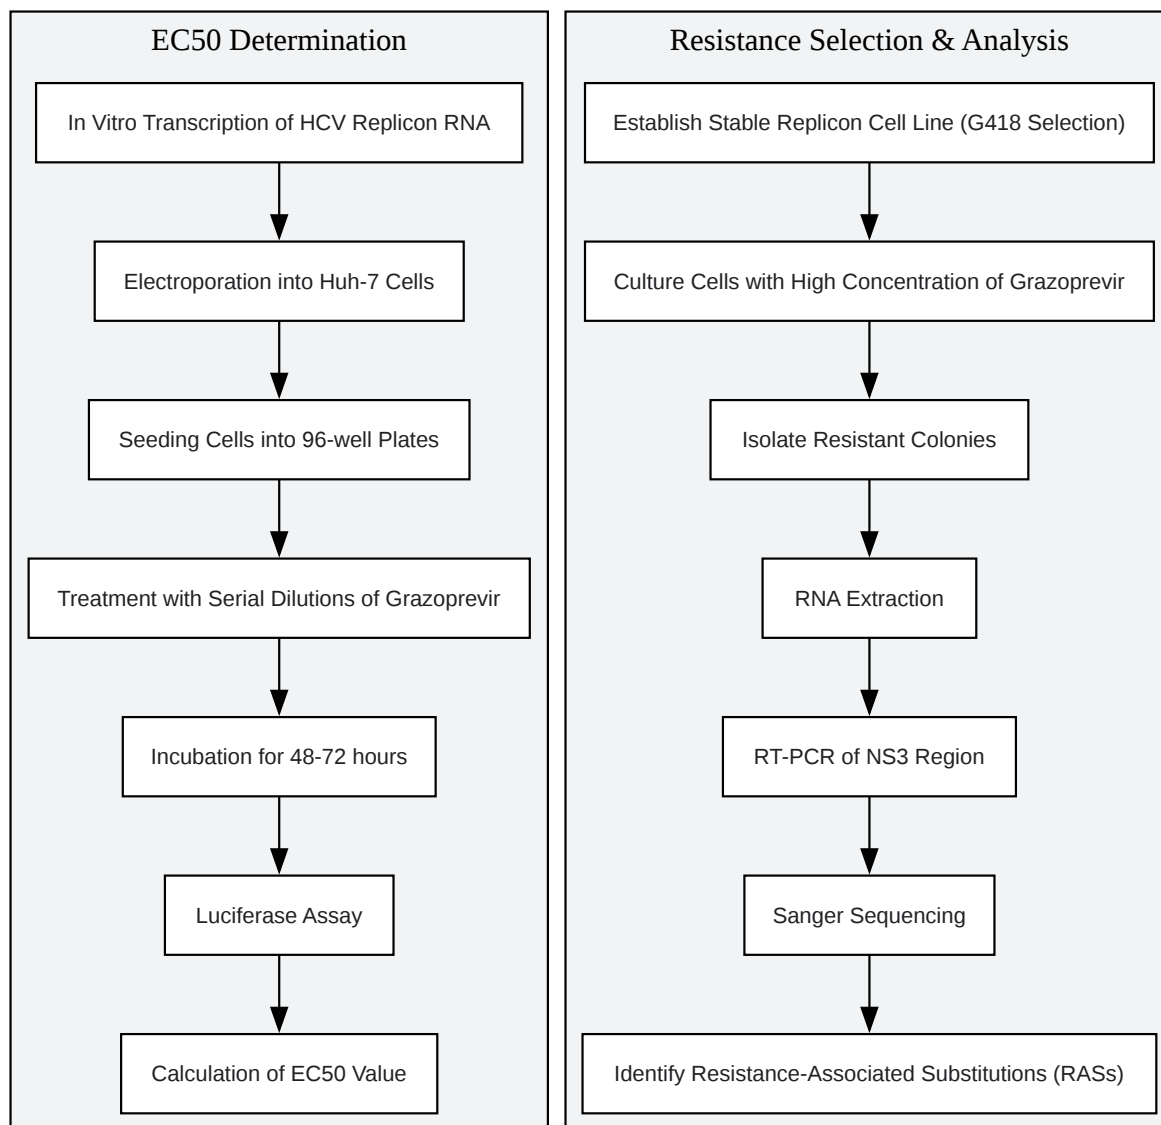 EC50 Determination
In Vitro Transcription of HCV Replicon RNA
Electroporation into Huh-7 Cells
Seeding Cells into 96-well Plates
Treatment with Serial Dilutions of Grazoprevir
Incubation for 48-72 hours
Luciferase Assay
Calculation of EC50 Value
Resistance Selection & Analysis
Establish Stable Replicon Cell Line (G418 Selection)
Culture Cells with High Concentration of Grazoprevir
Isolate Resistant Colonies
RNA Extraction
RT-PCR of NS3 Region
Sanger Sequencing
Identify Resistance-Associated Substitutions (RASs)